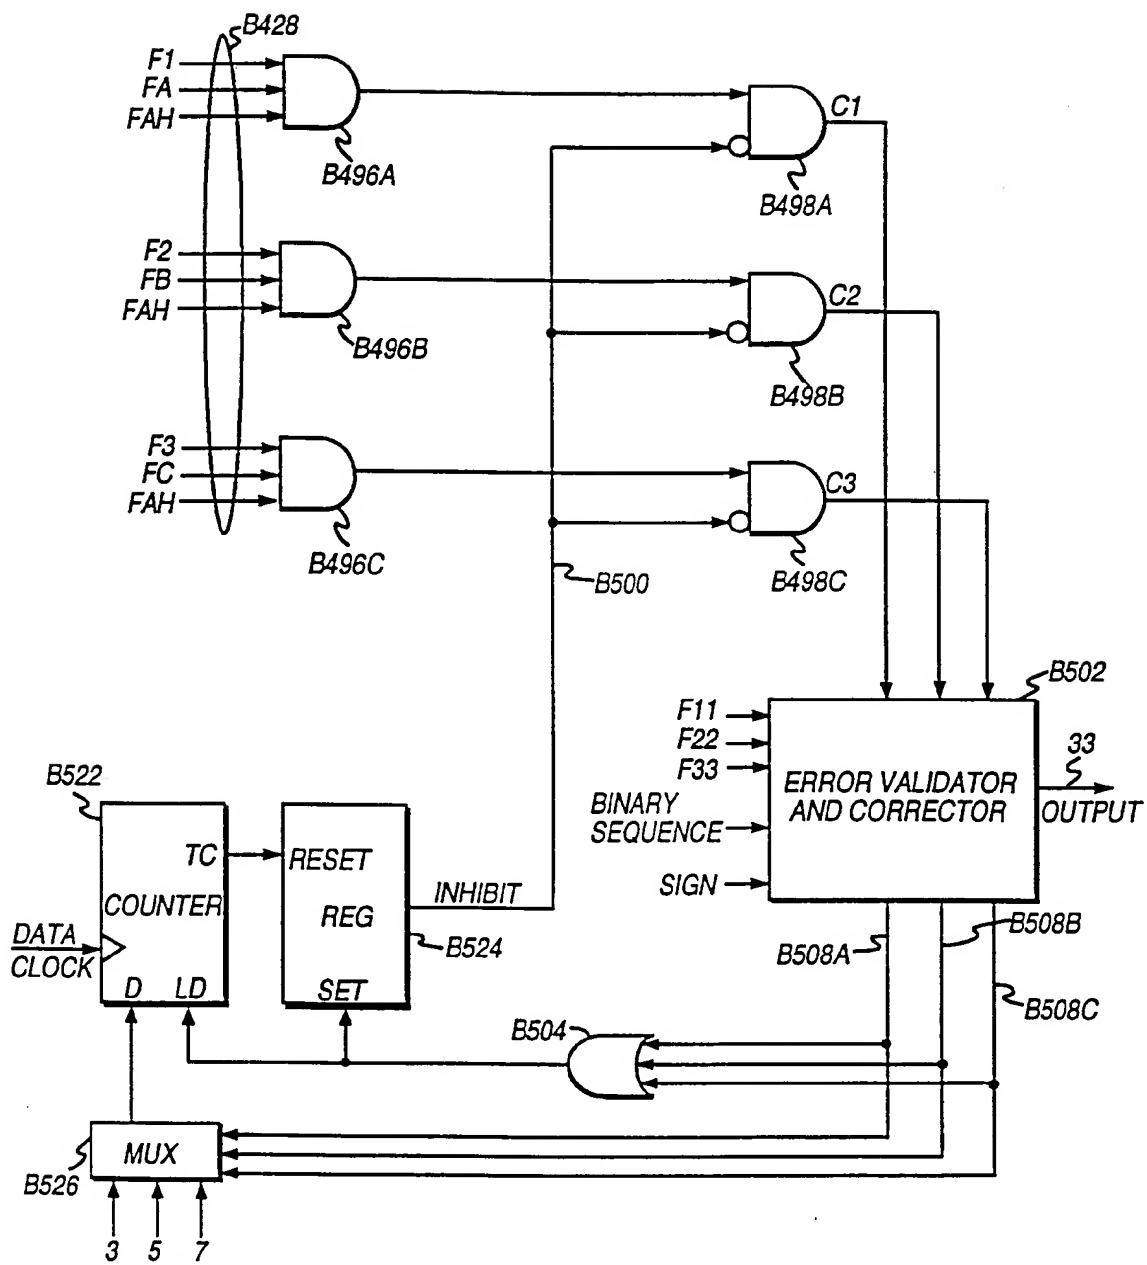 B428
F1
FA
FAH
B496A
C1
B498A
F2
FB
FAH
B496B
C2
B498B
F3
FC
FAH
B496C
C3
B498C
B500
B502
F11
F22
F33
BINARY
SEQUENCE
SIGN
ERROR VALIDATOR
AND CORRECTOR
33
OUTPUT
B522
TC
COUNTER
DATA
CLOCK
D LD
RESET
REG
SET
INHIBIT
B524
B508A
B508B
B508C
B504
MUX
B526
3 5 7